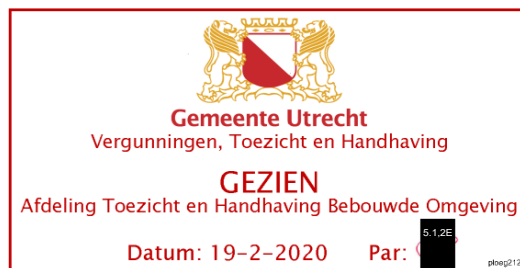 Gemeente Utrecht
Vergunningen, Toezicht en Handhaving
GEZIEN
Afdeling Toezicht en Handhaving Bebouwde Omgeving
Datum: 19-2-2020 Par:
5.1,2E
ploeg212